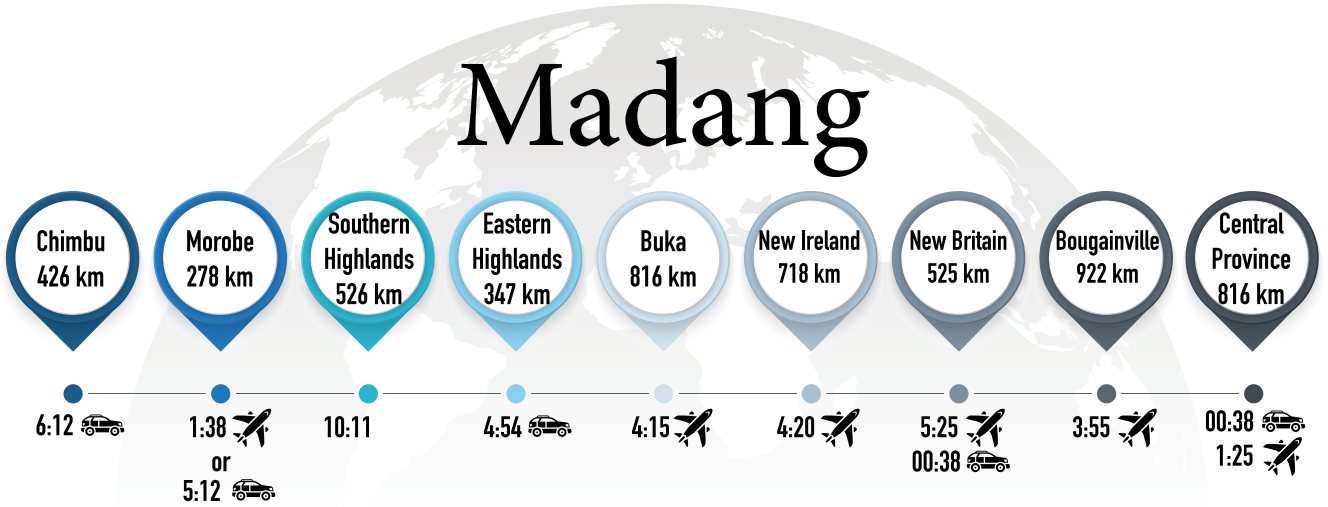 Madang
Chimbu
426 km
Morobe
278 km
Southern
Highlands
526 km
Eastern
Highlands
347 km
Buka
816 km
New Ireland
718 km
New Britain
525 km
Bougainville
922 km
Central
Province
816 km
6:12
1:38
or
5:12
10:11
4:54
4:15
4:20
5:25
00:38
3:55
00:38
1:25